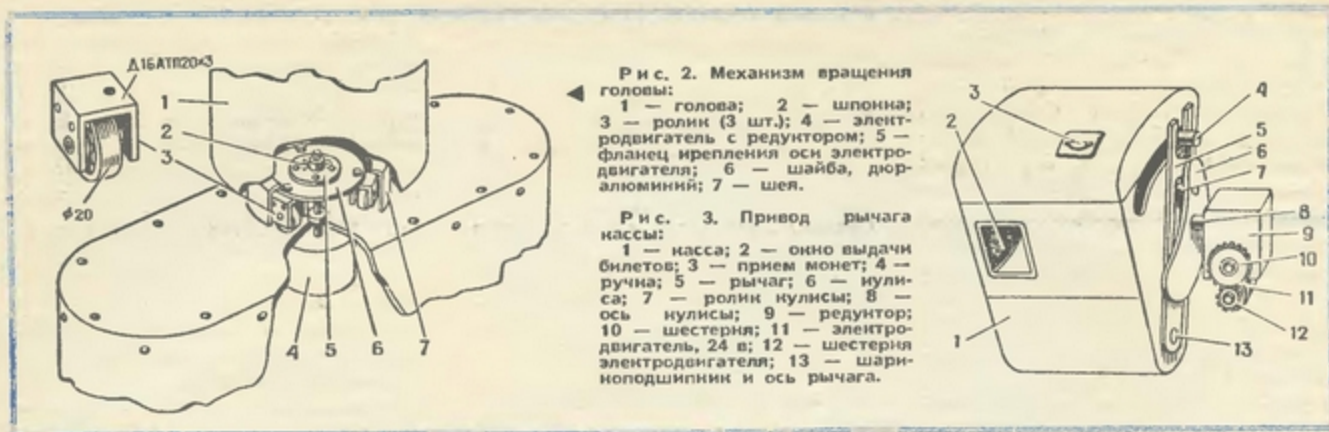 Д16АТП20×3
1
2
3
ϕ20
4 5 6 7
Рис. 2. Механизм вращения
головы:
1 — голова; 2 — шпонка;
3 — ролик (3 шт.); 4 — элект-
родвигатель с редуктором; 5 —
фланец крепления оси электро-
двигателя; 6 — шайба, дюр-
алюминий; 7 — шея.
Рис. 3. Привод рычага
кассы:
1 — касса; 2 — окно выдачи
билетов; 3 — прием монет; 4 —
ручка; 5 — рычаг; 6 — кули-
са; 7 — ролик кулисы; 8 —
ось кулисы; 9 — редуктор;
10 — шестерня; 11 — электро-
двигатель, 24 в; 12 — шестерня
электродвигателя; 13 — шари-
коподшипник и ось рычага.
3
2
1
4
5
6
7
8
9
10
11
12
13